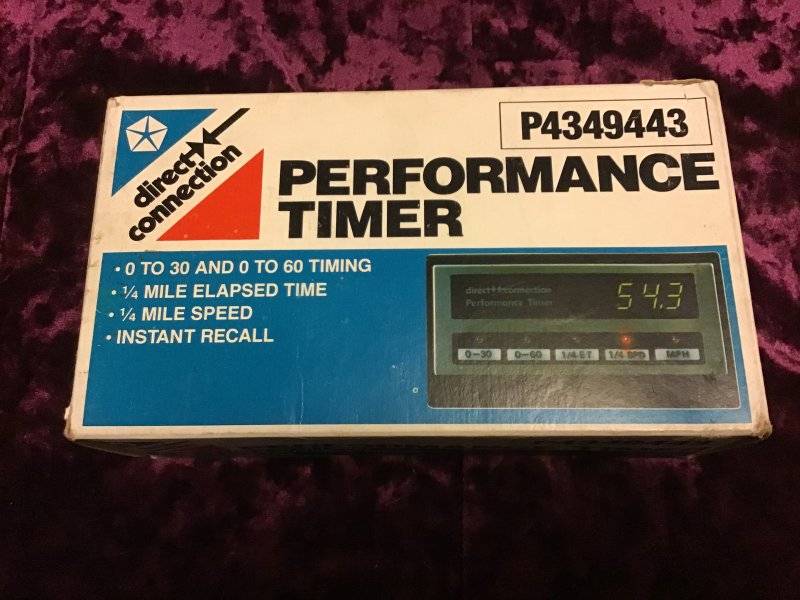 P4349443
direct
connection
PERFORMANCE
TIMER
• 0 TO 30 AND 0 TO 60 TIMING
• ¼ MILE ELAPSED TIME
• ¼ MILE SPEED
• INSTANT RECALL
direct connection
Performance Timer
54.3
0-30 0-60 1/4 ET 1/4 SPD MPH